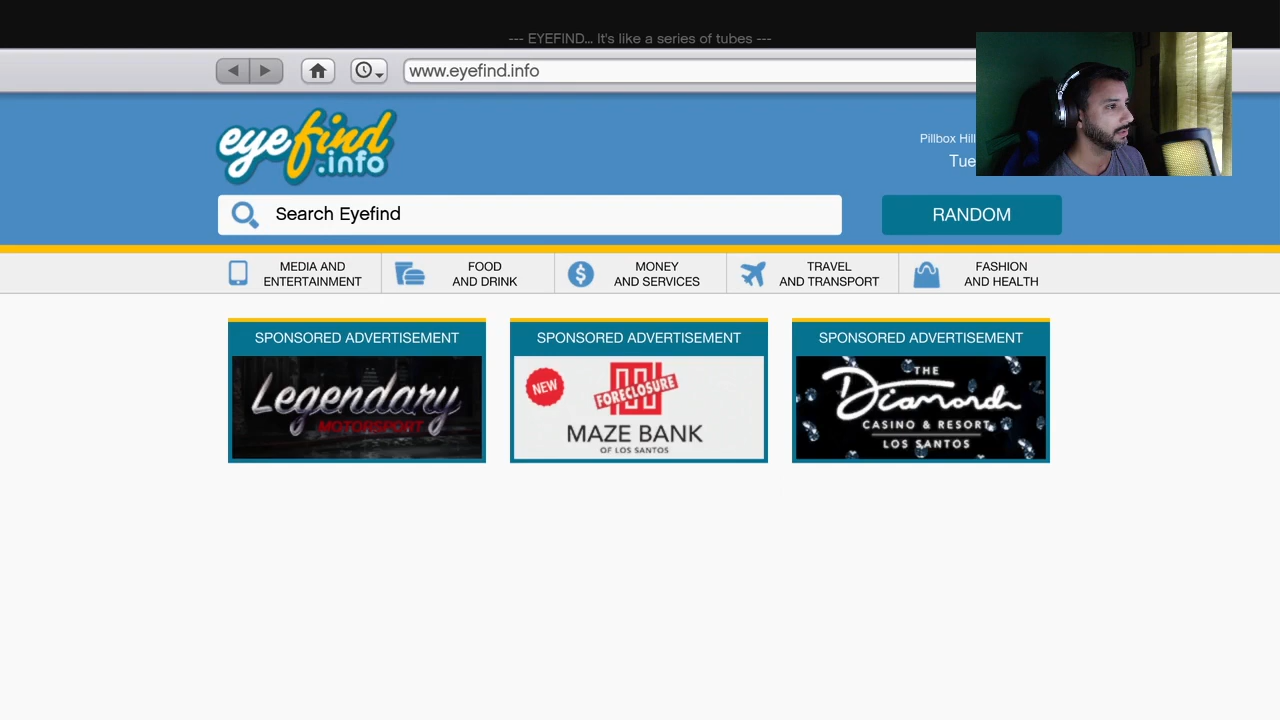 --- EYEFIND... It's like a series of tubes ---
www.eyefind.info
eyefind
.info
Pillbox Hill
Tue
Search Eyefind
RANDOM
MEDIA AND
ENTERTAINMENT
FOOD
AND DRINK
MONEY
AND SERVICES
TRAVEL
AND TRANSPORT
FASHION
AND HEALTH
SPONSORED ADVERTISEMENT
Legendary
MOTORSPORT
SPONSORED ADVERTISEMENT
NEW
FORECLOSURE
MAZE BANK
OF LOS SANTOS
SPONSORED ADVERTISEMENT
THE
Diamond
CASINO & RESORT
LOS SANTOS